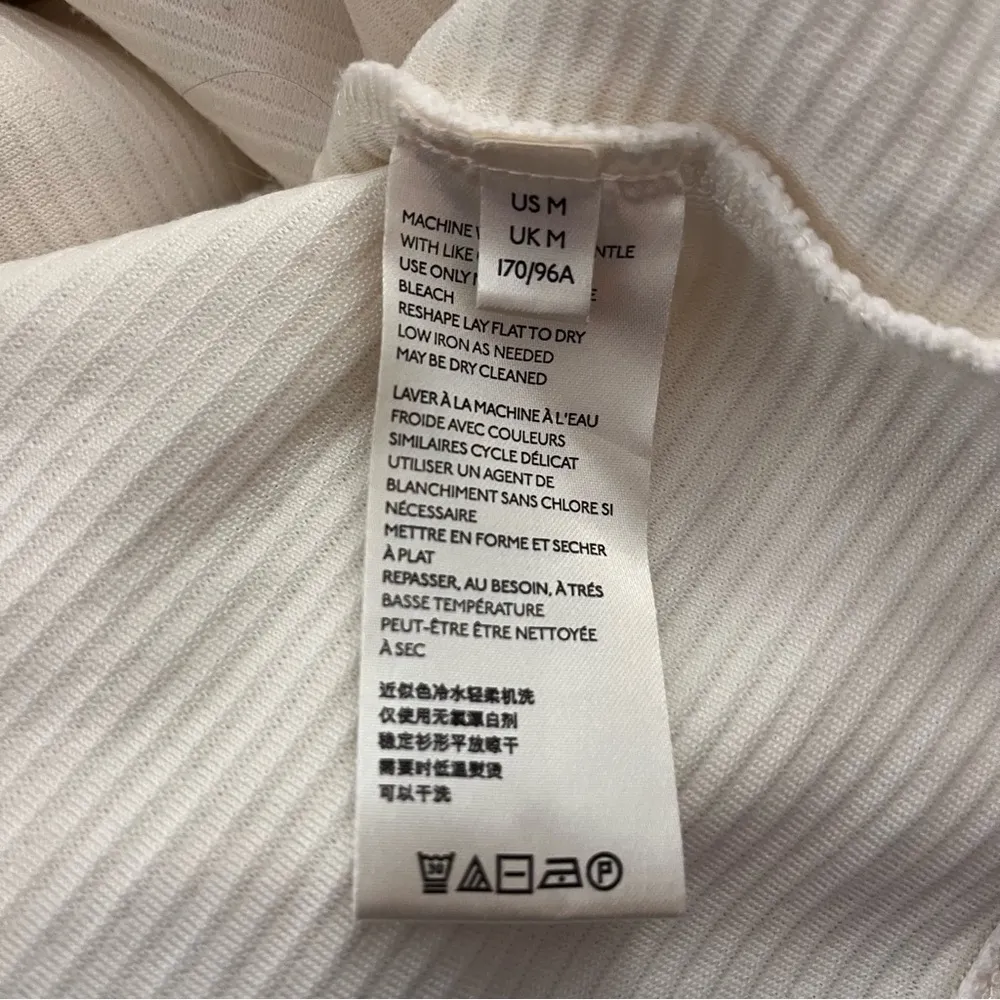 US M
UK M
170/96A
MACHINE NTLE
WITH LIKE
USE ONLY E
BLEACH
RESHAPE LAY FLAT TO DRY
LOW IRON AS NEEDED
MAY BE DRY CLEANED
LAVER À LA MACHINE À L'EAU
FROIDE AVEC COULEURS
SIMILAIRES CYCLE DÉLICAT
UTILISER UN AGENT DE
BLANCHIMENT SANS CHLORE SI
NÉCESSAIRE
METTRE EN FORME ET SECHER
À PLAT
REPASSER, AU BESOIN, À TRÉS
BASSE TEMPÉRATURE
PEUT-ÊTRE ÊTRE NETTOYÉE
À SEC
近似色冷水轻柔机洗
仅使用无氯漂白剂
稳定衫形平放晾干
需要时低温熨烫
可以干洗
30 P